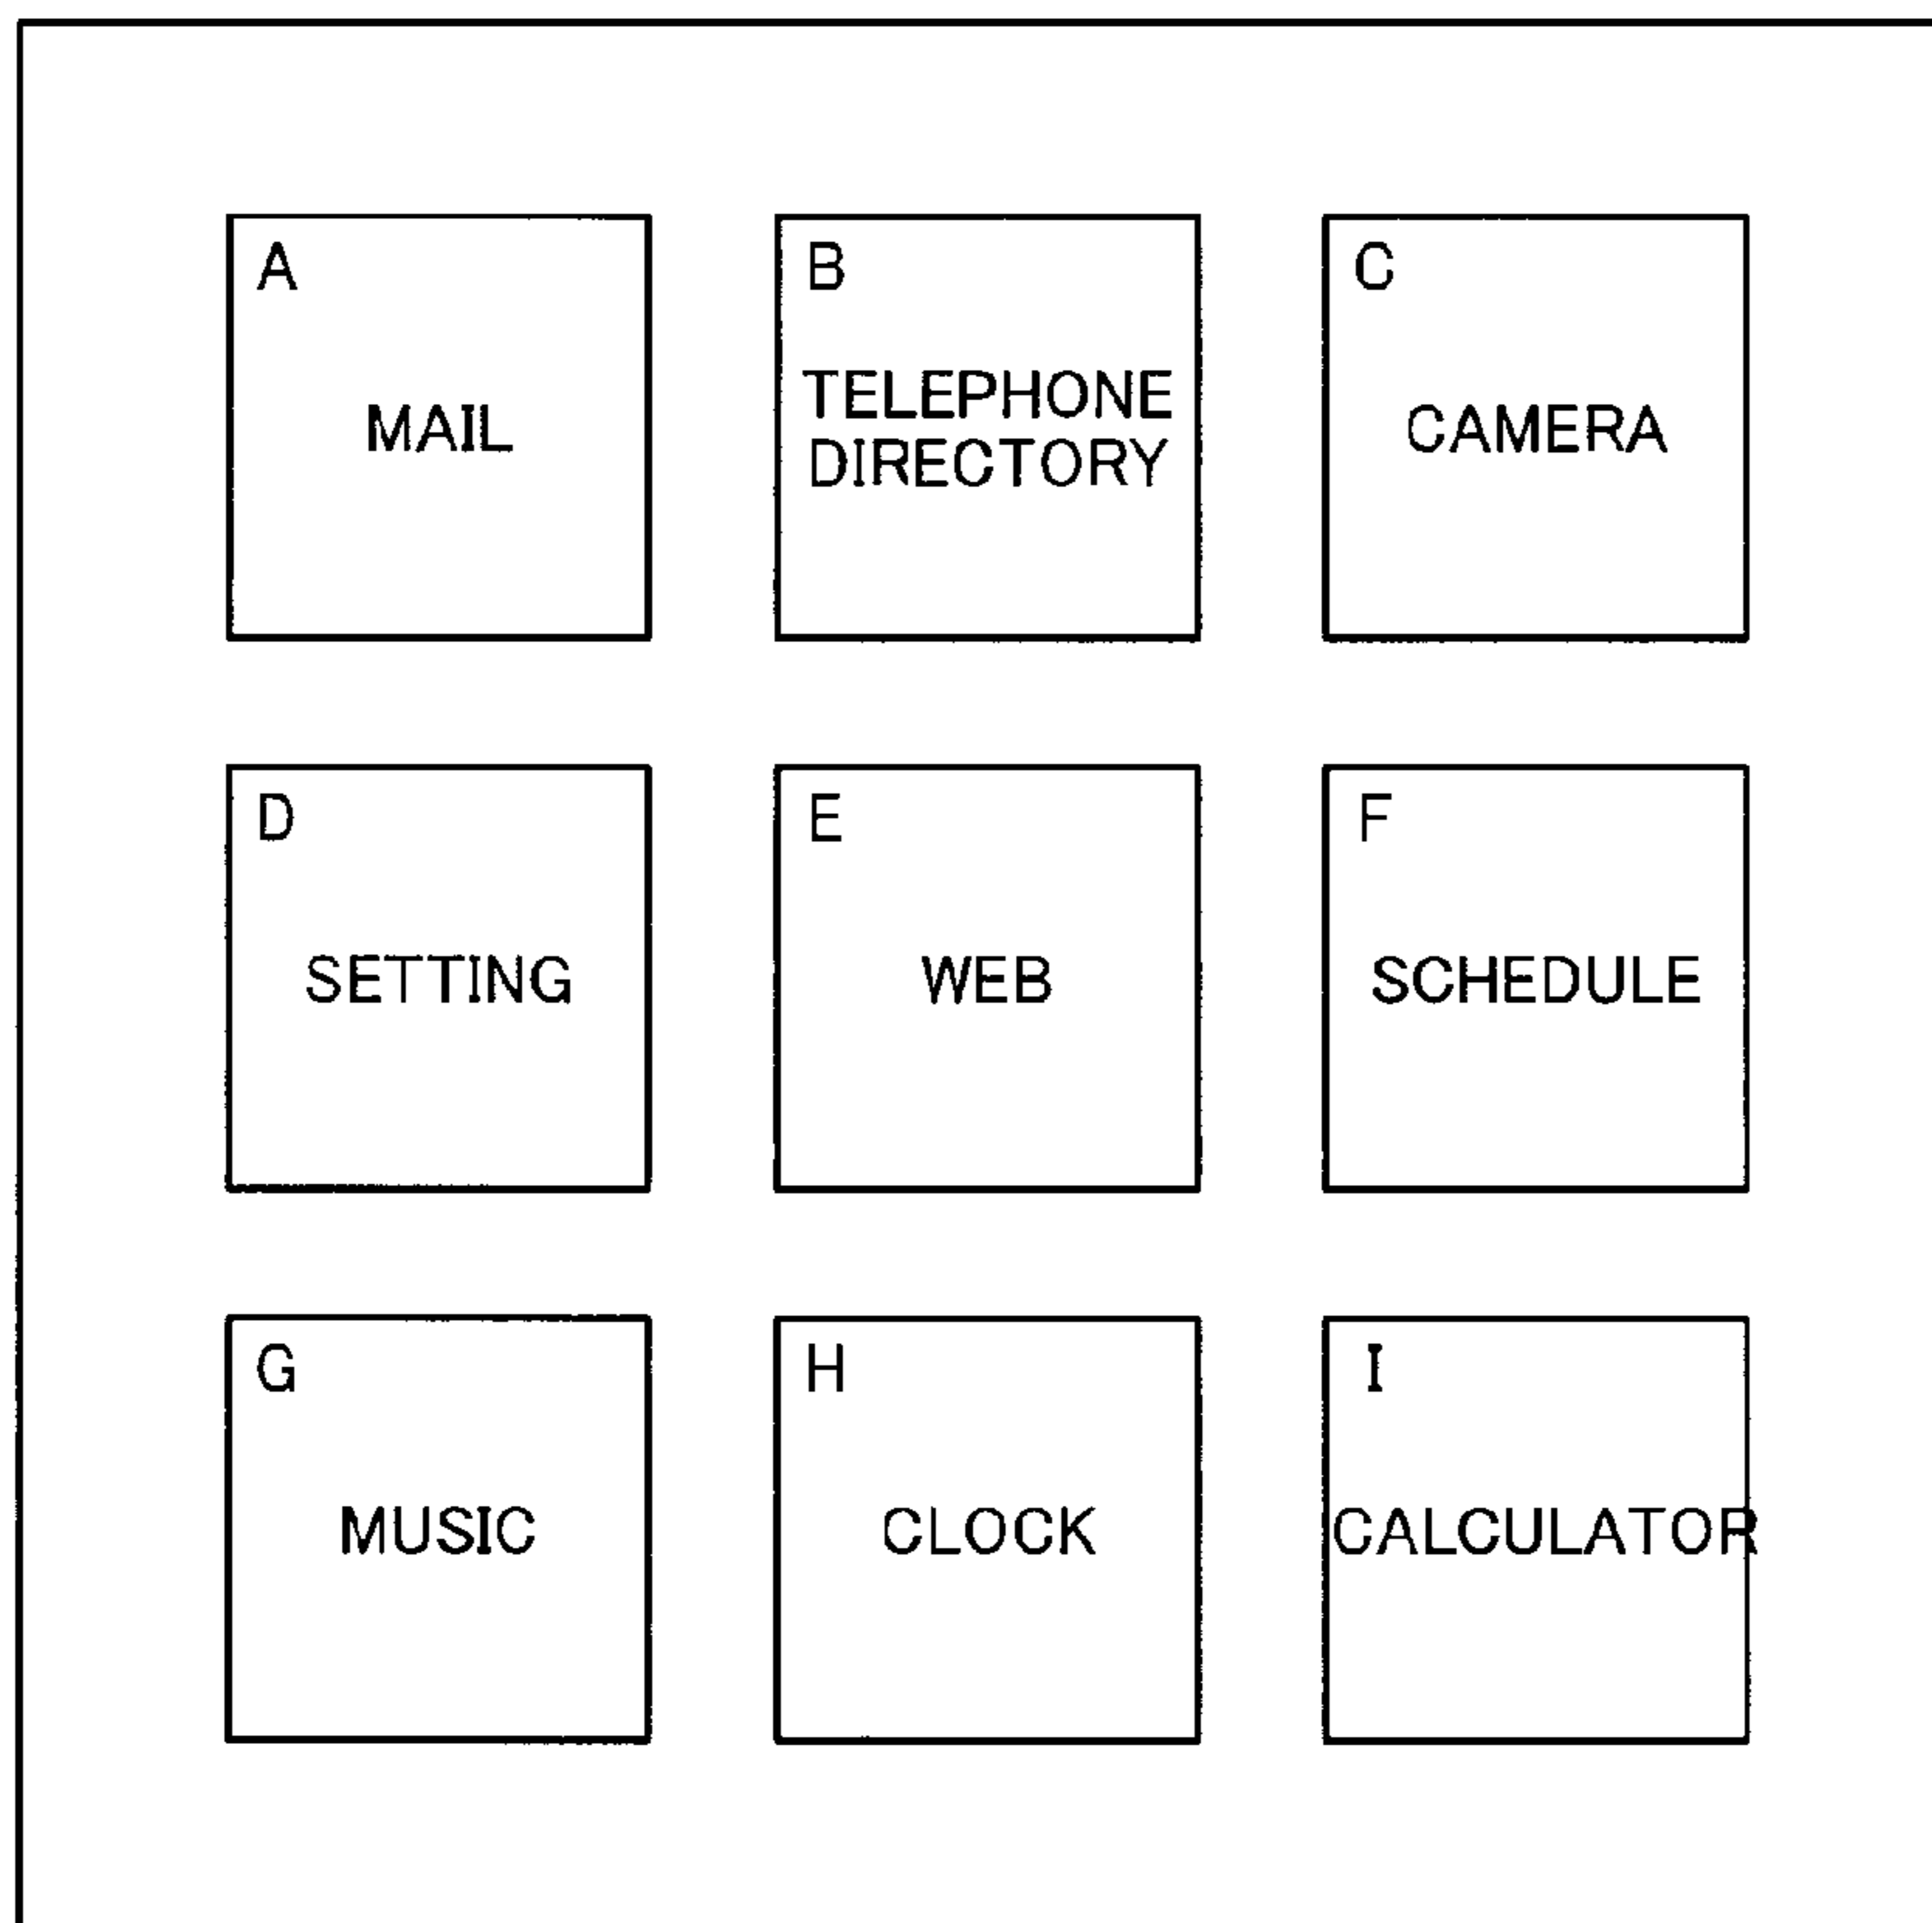 A
MAIL
B
TELEPHONE
DIRECTORY
C
CAMERA
D
SETTING
E
WEB
F
SCHEDULE
G
MUSIC
H
CLOCK
I
CALCULATOR